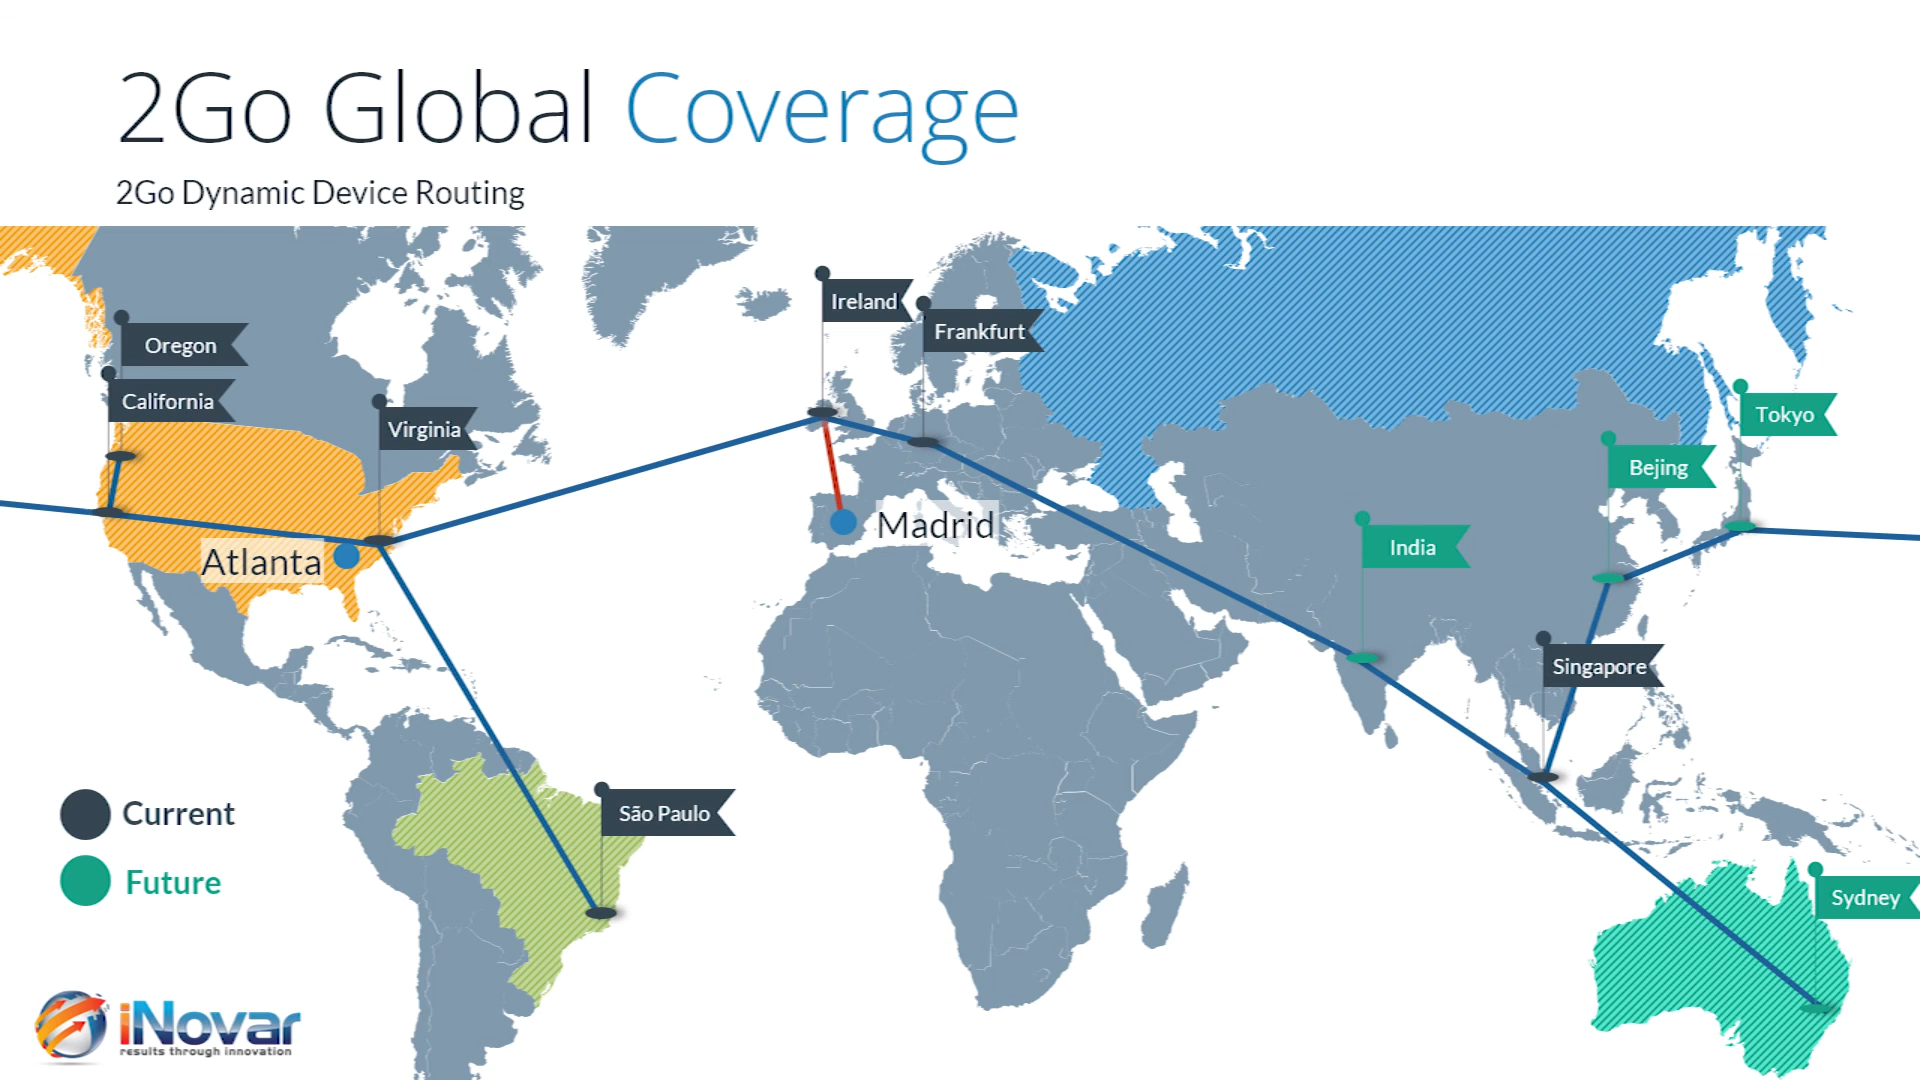 2Go Global Coverage
2Go Dynamic Device Routing
Ireland
Frankfurt
Oregon
California
Virginia
Tokyo
Bejing
India
Madrid
Atlanta
Singapore
São Paulo
Sydney
Current
Future
iNovar
results through innovation